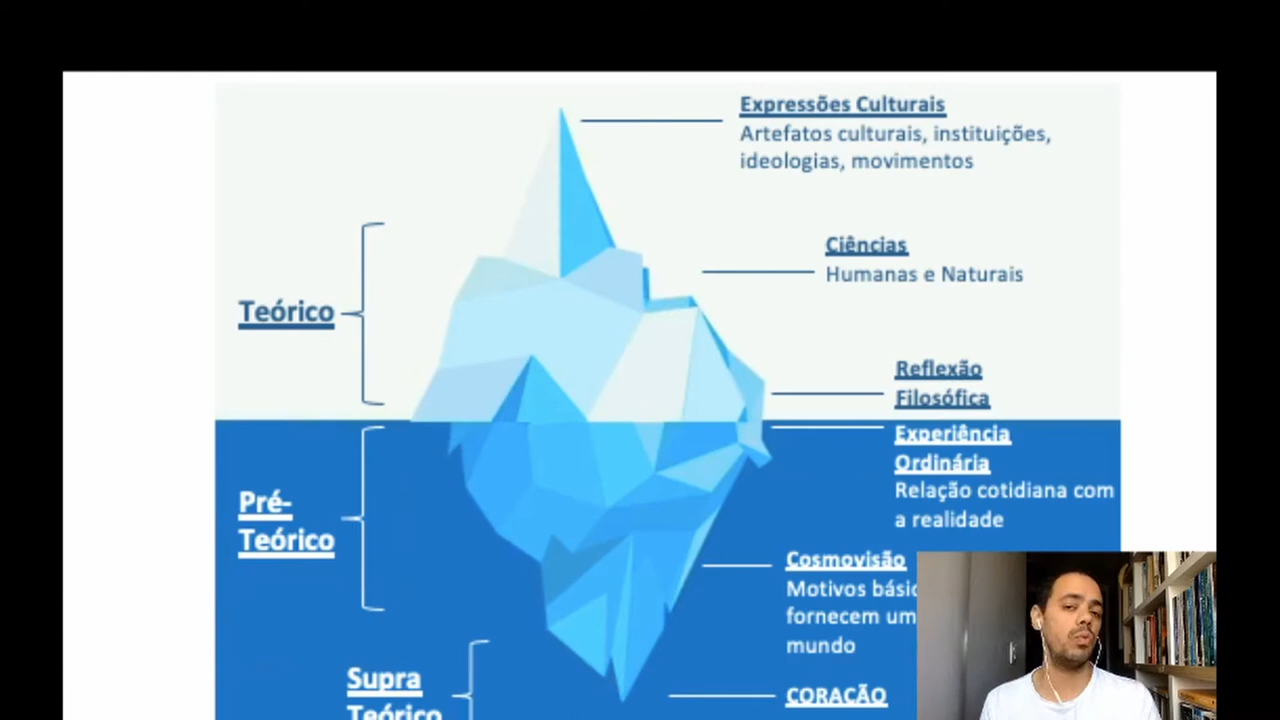 Expressões Culturais
Artefatos culturais, instituições,
ideologias, movimentos
Ciências
Humanas e Naturais
Teórico
Reflexão
Filosófica
Experiência
Ordinária
Relação cotidiana com
a realidade
Pré-
Teórico
Cosmovisão
Motivos
fornecem um
mundo
Supra
Teórico
CORAÇÃO